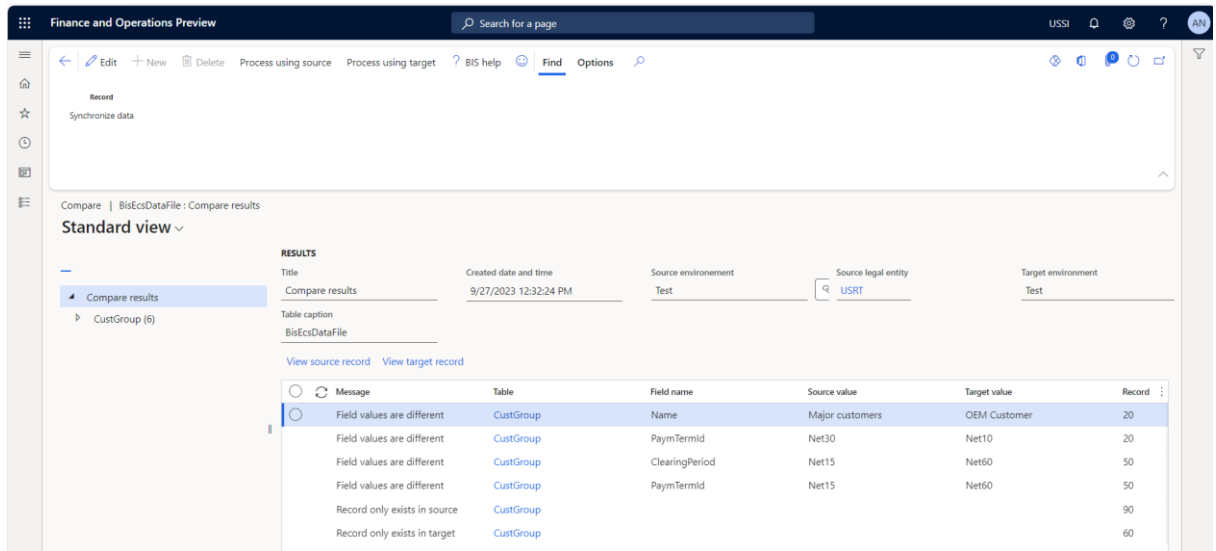 Finance and Operations Preview
Search for a page
USSI
?
AN
Edit New Delete Process using source Process using target ? BIS help Find Options
0
Record
Synchronize data
Compare | BisEcsDataFile : Compare results
Standard view
RESULTS
Title Created date and time Source environement Source legal entity Target environment
Compare results 9/27/2023 12:32:24 PM Test USRT Test
Compare results
CustGroup (6)
Table caption
BisEcsDataFile
View source record View target record
Message Table Field name Source value Target value Record
Field values are different CustGroup Name Major customers OEM Customer 20
Field values are different CustGroup PaymTermId Net30 Net10 20
Field values are different CustGroup ClearingPeriod Net15 Net60 50
Field values are different CustGroup PaymTermId Net15 Net60 50
Record only exists in source CustGroup 90
Record only exists in target CustGroup 60